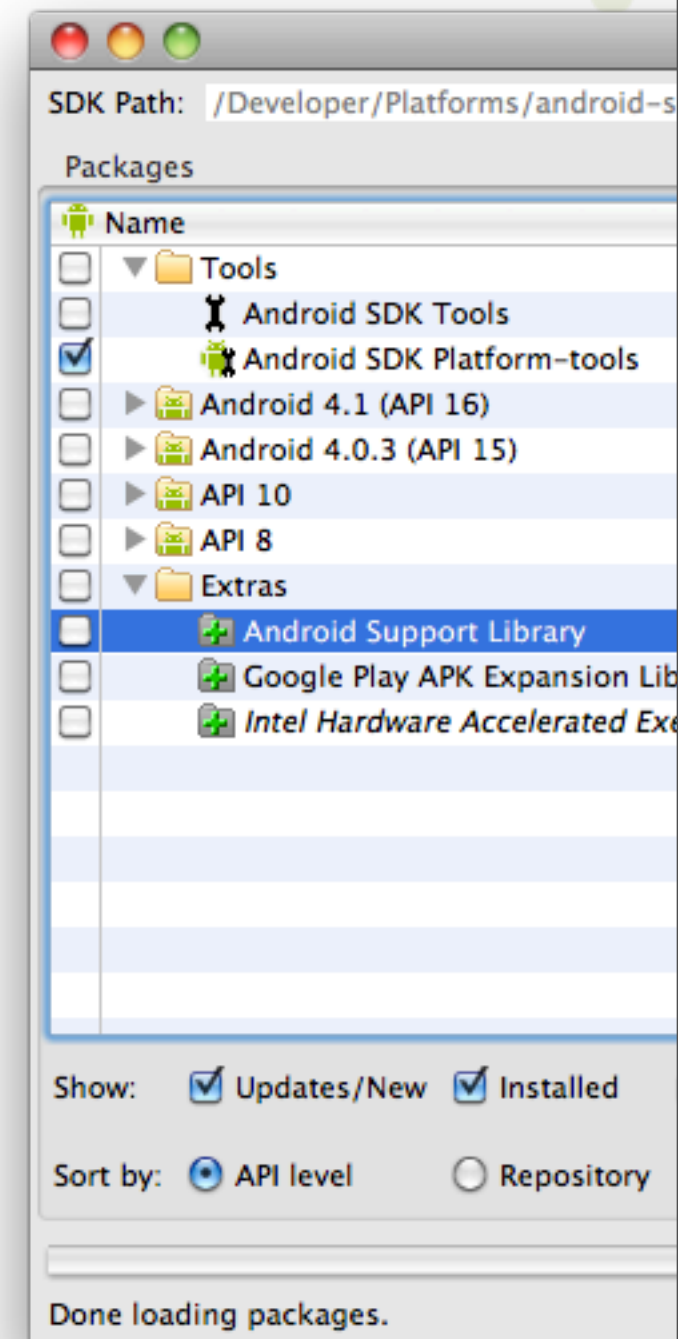 SDK Path: /Developer/Platforms/android-s
Packages
Name
Tools
Android SDK Tools
Android SDK Platform-tools
Android 4.1 (API 16)
Android 4.0.3 (API 15)
API 10
API 8
Extras
Android Support Library
Google Play APK Expansion Lib
Intel Hardware Accelerated Exe
Show: Updates/New Installed
Sort by: API level Repository
Done loading packages.